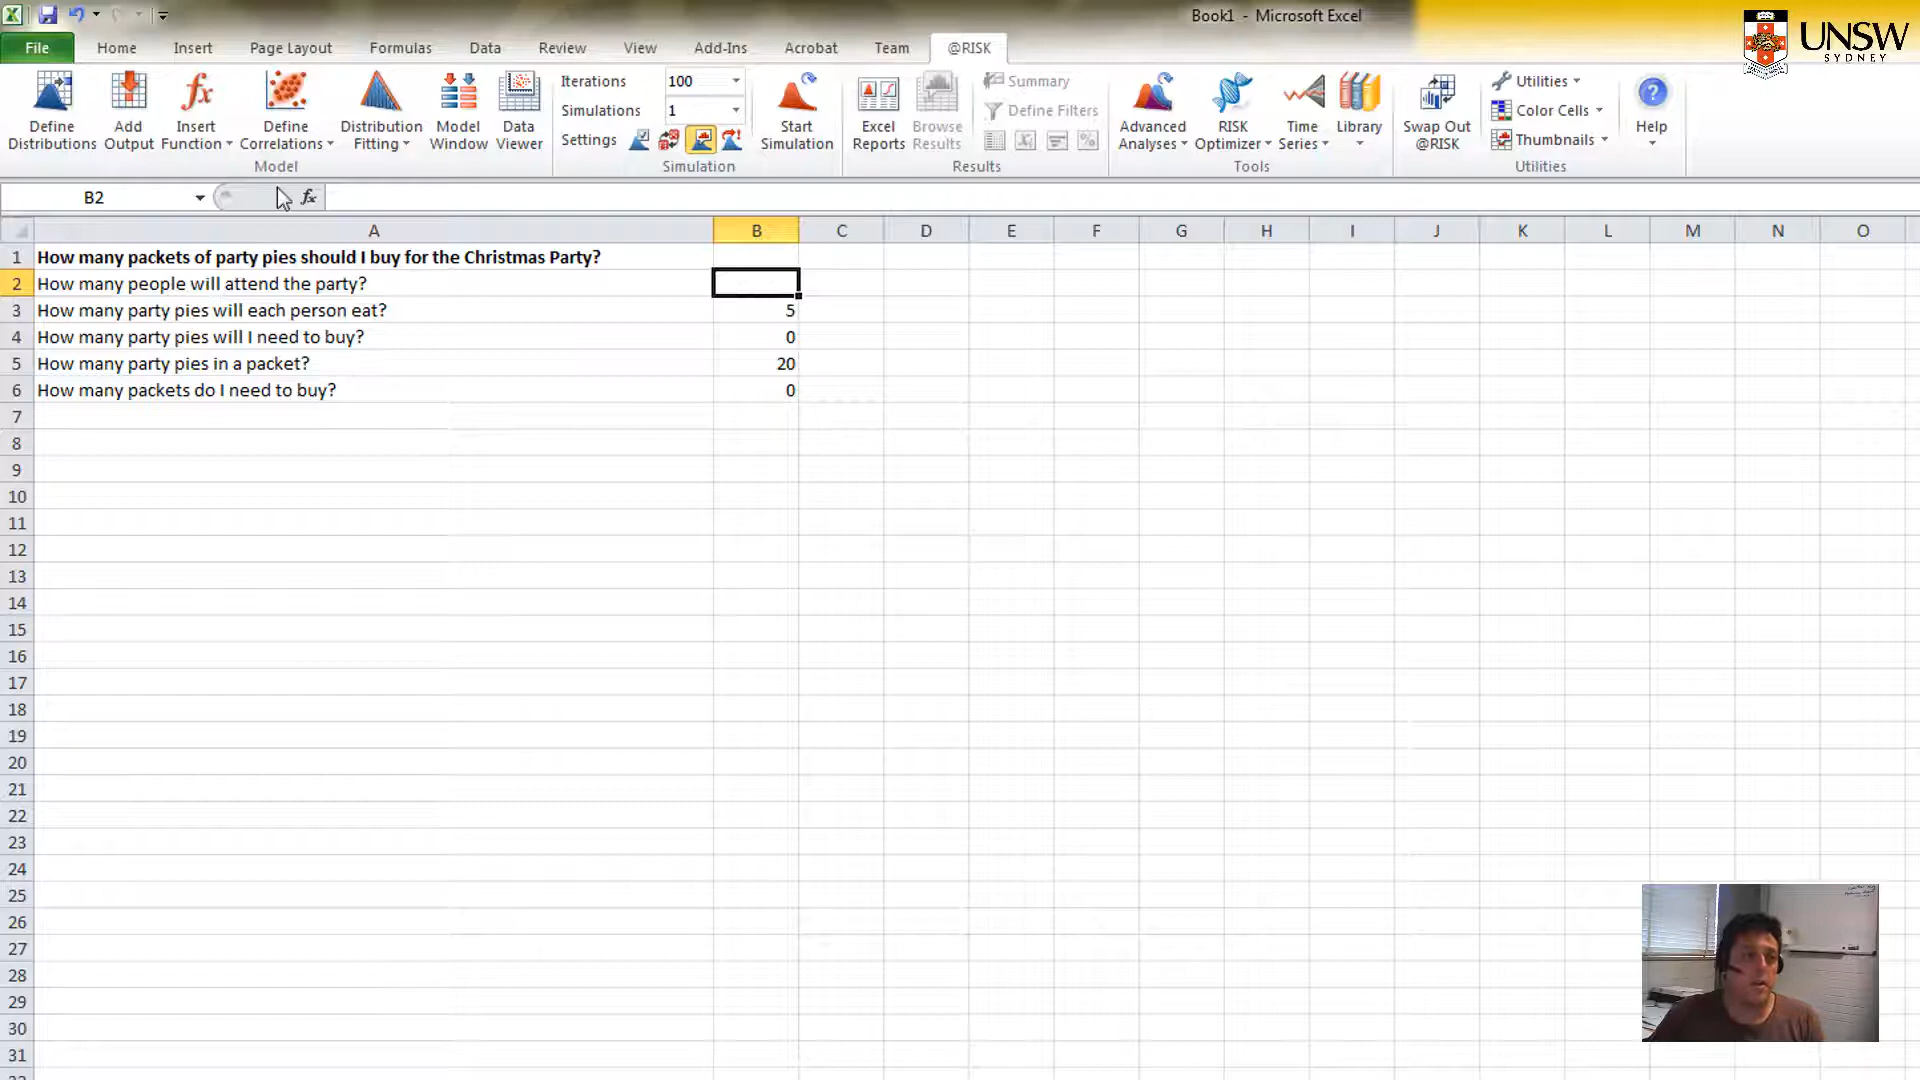 Book1 - Microsoft Excel
UNSW
SYDNEY
File Home Insert Page Layout Formulas Data Review View Add-Ins Acrobat Team @RISK
Define Distributions
Add Output
Insert Function
Define Correlations
Distribution Fitting
Model Window
Data Viewer
Model
Iterations 100
Simulations 1
Settings
Start Simulation
Simulation
Excel Reports
Browse Results
Summary
Define Filters
Results
Advanced Analyses
RISK Optimizer
Time Series
Library
Tools
Swap Out @RISK
Utilities
Color Cells
Thumbnails
Utilities
Help
B2 fx
A B C D E F G H I J K L M N O
1 How many packets of party pies should I buy for the Christmas Party?
2 How many people will attend the party?
3 How many party pies will each person eat? 5
4 How many party pies will I need to buy? 0
5 How many party pies in a packet? 20
6 How many packets do I need to buy? 0
7
8
9
10
11
12
13
14
15
16
17
18
19
20
21
22
23
24
25
26
27
28
29
30
31